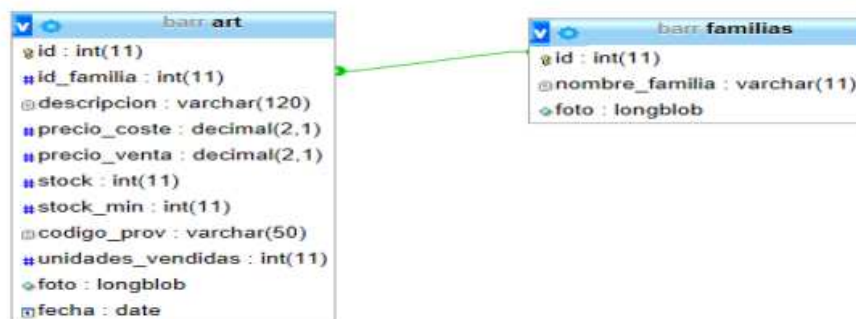 barr art
id : int(11)
id_familia : int(11)
descripcion : varchar(120)
precio_coste : decimal(2,1)
precio_venta : decimal(2,1)
stock : int(11)
stock_min : int(11)
codigo_prov : varchar(50)
unidades_vendidas : int(11)
foto : longblob
fecha : date
barr familias
id : int(11)
nombre_familia : varchar(11)
foto : longblob